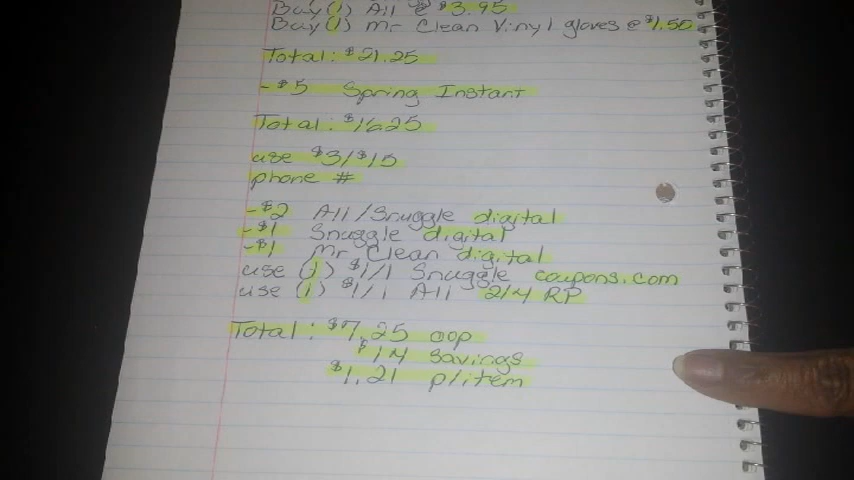 Buy (1) All @ $3.95
Buy (1) Mr Clean Vinyl gloves @ $1.50
Total: $21.25
-$5 Spring Instant
Total: $16.25
use $3/$15
phone #
-$2 All/Snuggle digital
-$1 Snuggle digital
-$1 Mr Clean digital
use (1) $1/1 Snuggle coupons.com
use (1) $1/1 All 2/4 RP
Total: $7.25 oop
$14 savings
$1.21 p/item